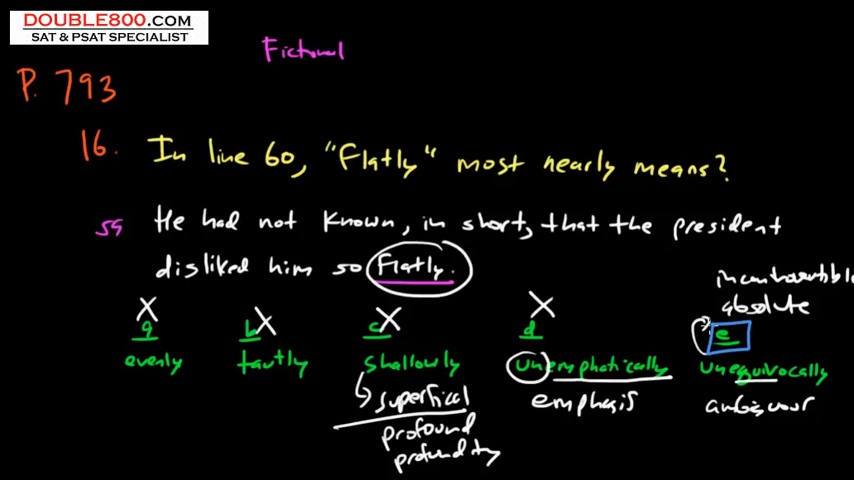 DOUBLE800.COM
SAT & PSAT SPECIALIST
Fictional
P. 793
16. In line 60, "Flatly" most nearly means?
59 He had not known, in short, that the president
disliked him so Flatly.
absolute
a b c d e
evenly tautly shallowly unemphatically unequivocally
superfical emphasis
profound
profundity